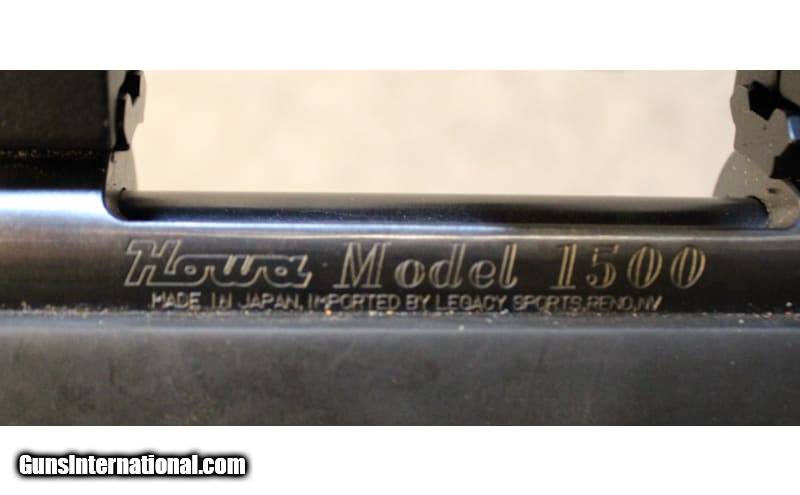 Howa Model 1500
MADE IN JAPAN, IMPORTED BY LEGACY SPORTS, RENO, NV
GunsInternational.com